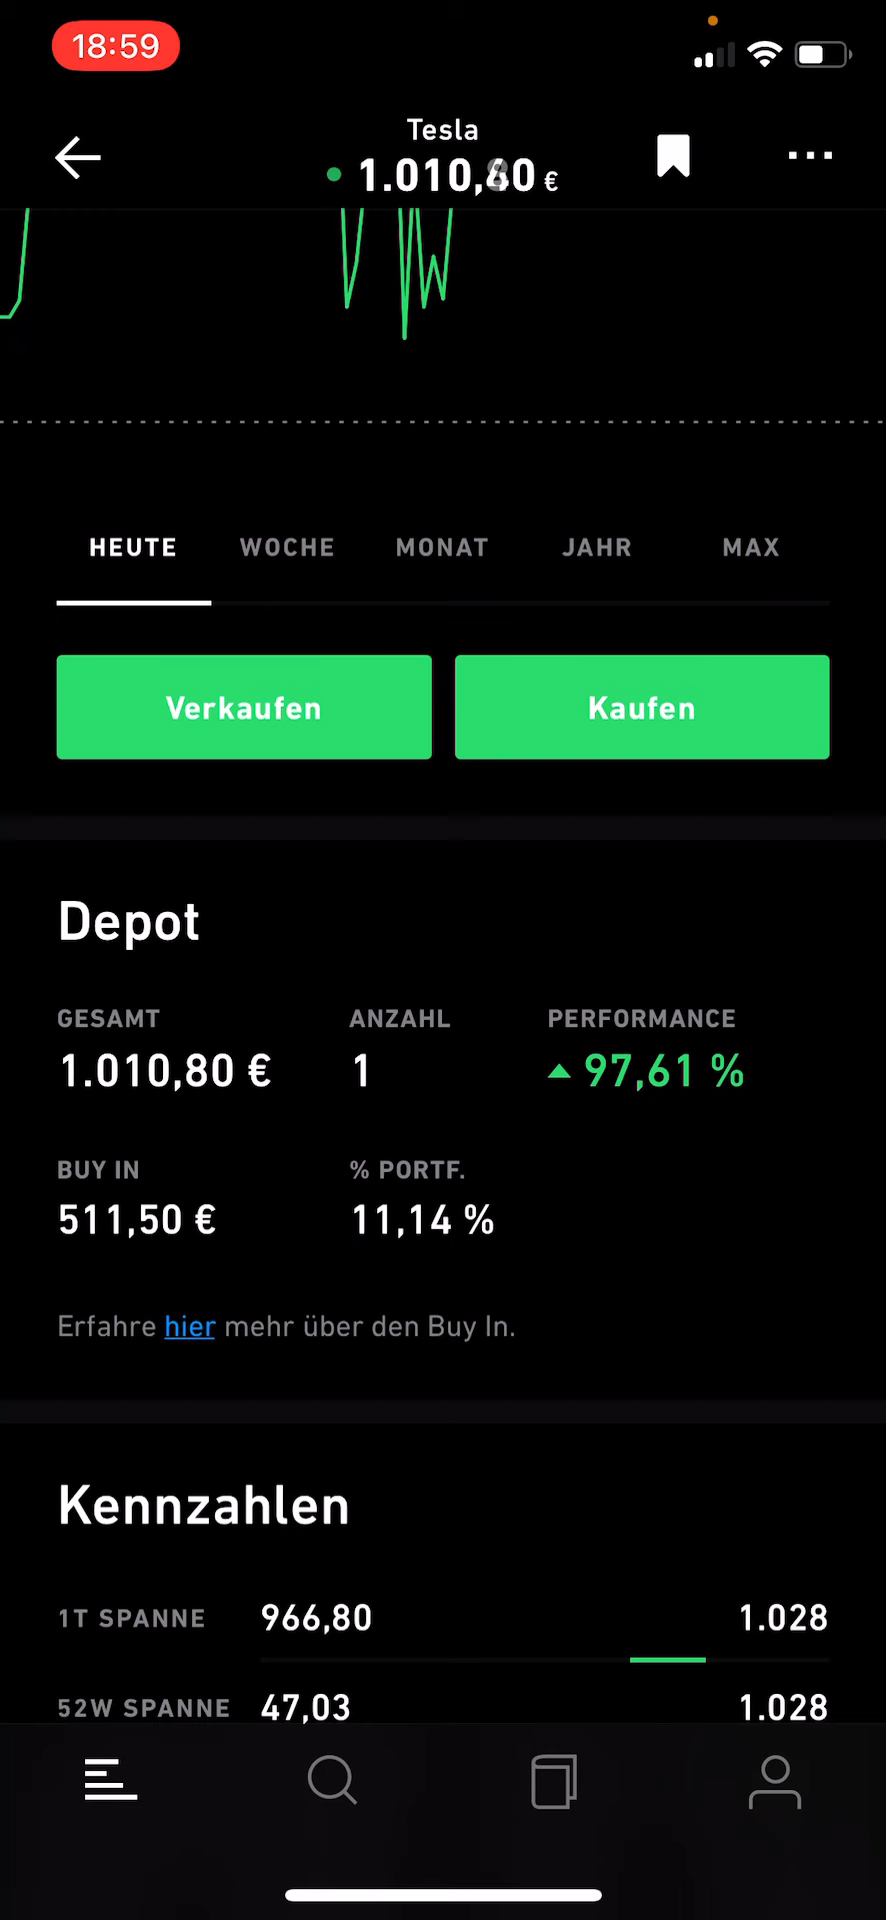 18:59
Tesla
1.010,80 €
HEUTE WOCHE MONAT JAHR MAX
Verkaufen Kaufen
Depot
GESAMT ANZAHL PERFORMANCE
1.010,80 € 1 97,61 %
BUY IN % PORTF.
511,50 € 11,14 %
Erfahre hier mehr über den Buy In.
Kennzahlen
1T SPANNE 966,80 1.028
52W SPANNE 47,03 1.028